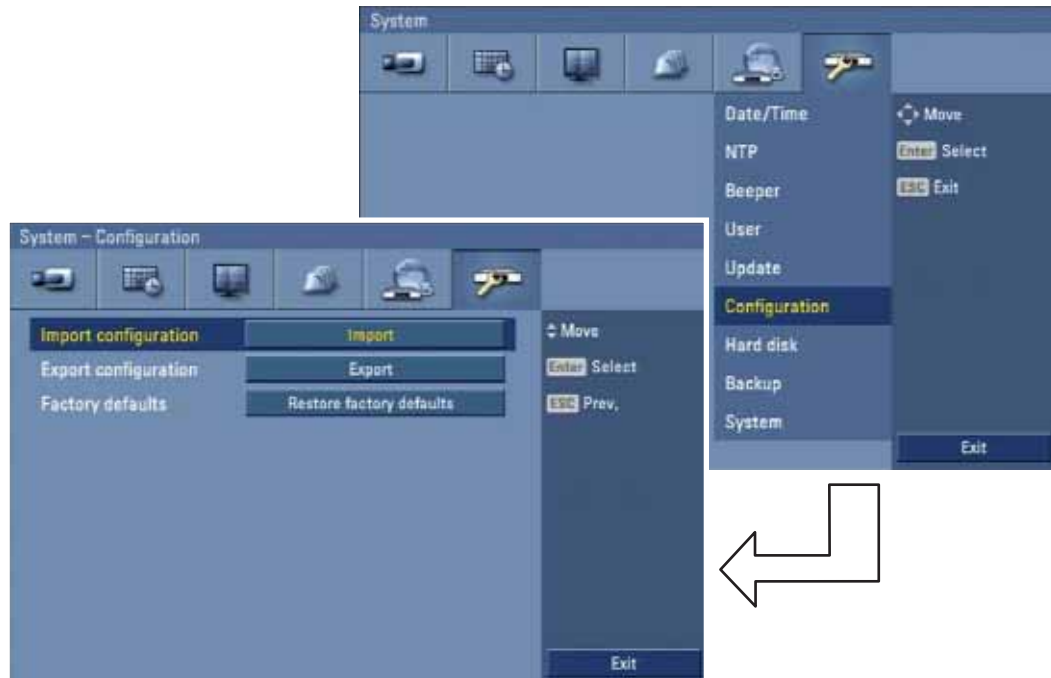 System
Date/Time
NTP
Beeper
User
Update
Configuration
Hard disk
Backup
System
Move
Enter Select
ESC Exit
Exit
System – Configuration
Import configuration Import
Export configuration Export
Factory defaults Restore factory defaults
Move
Enter Select
ESC Prev,
Exit